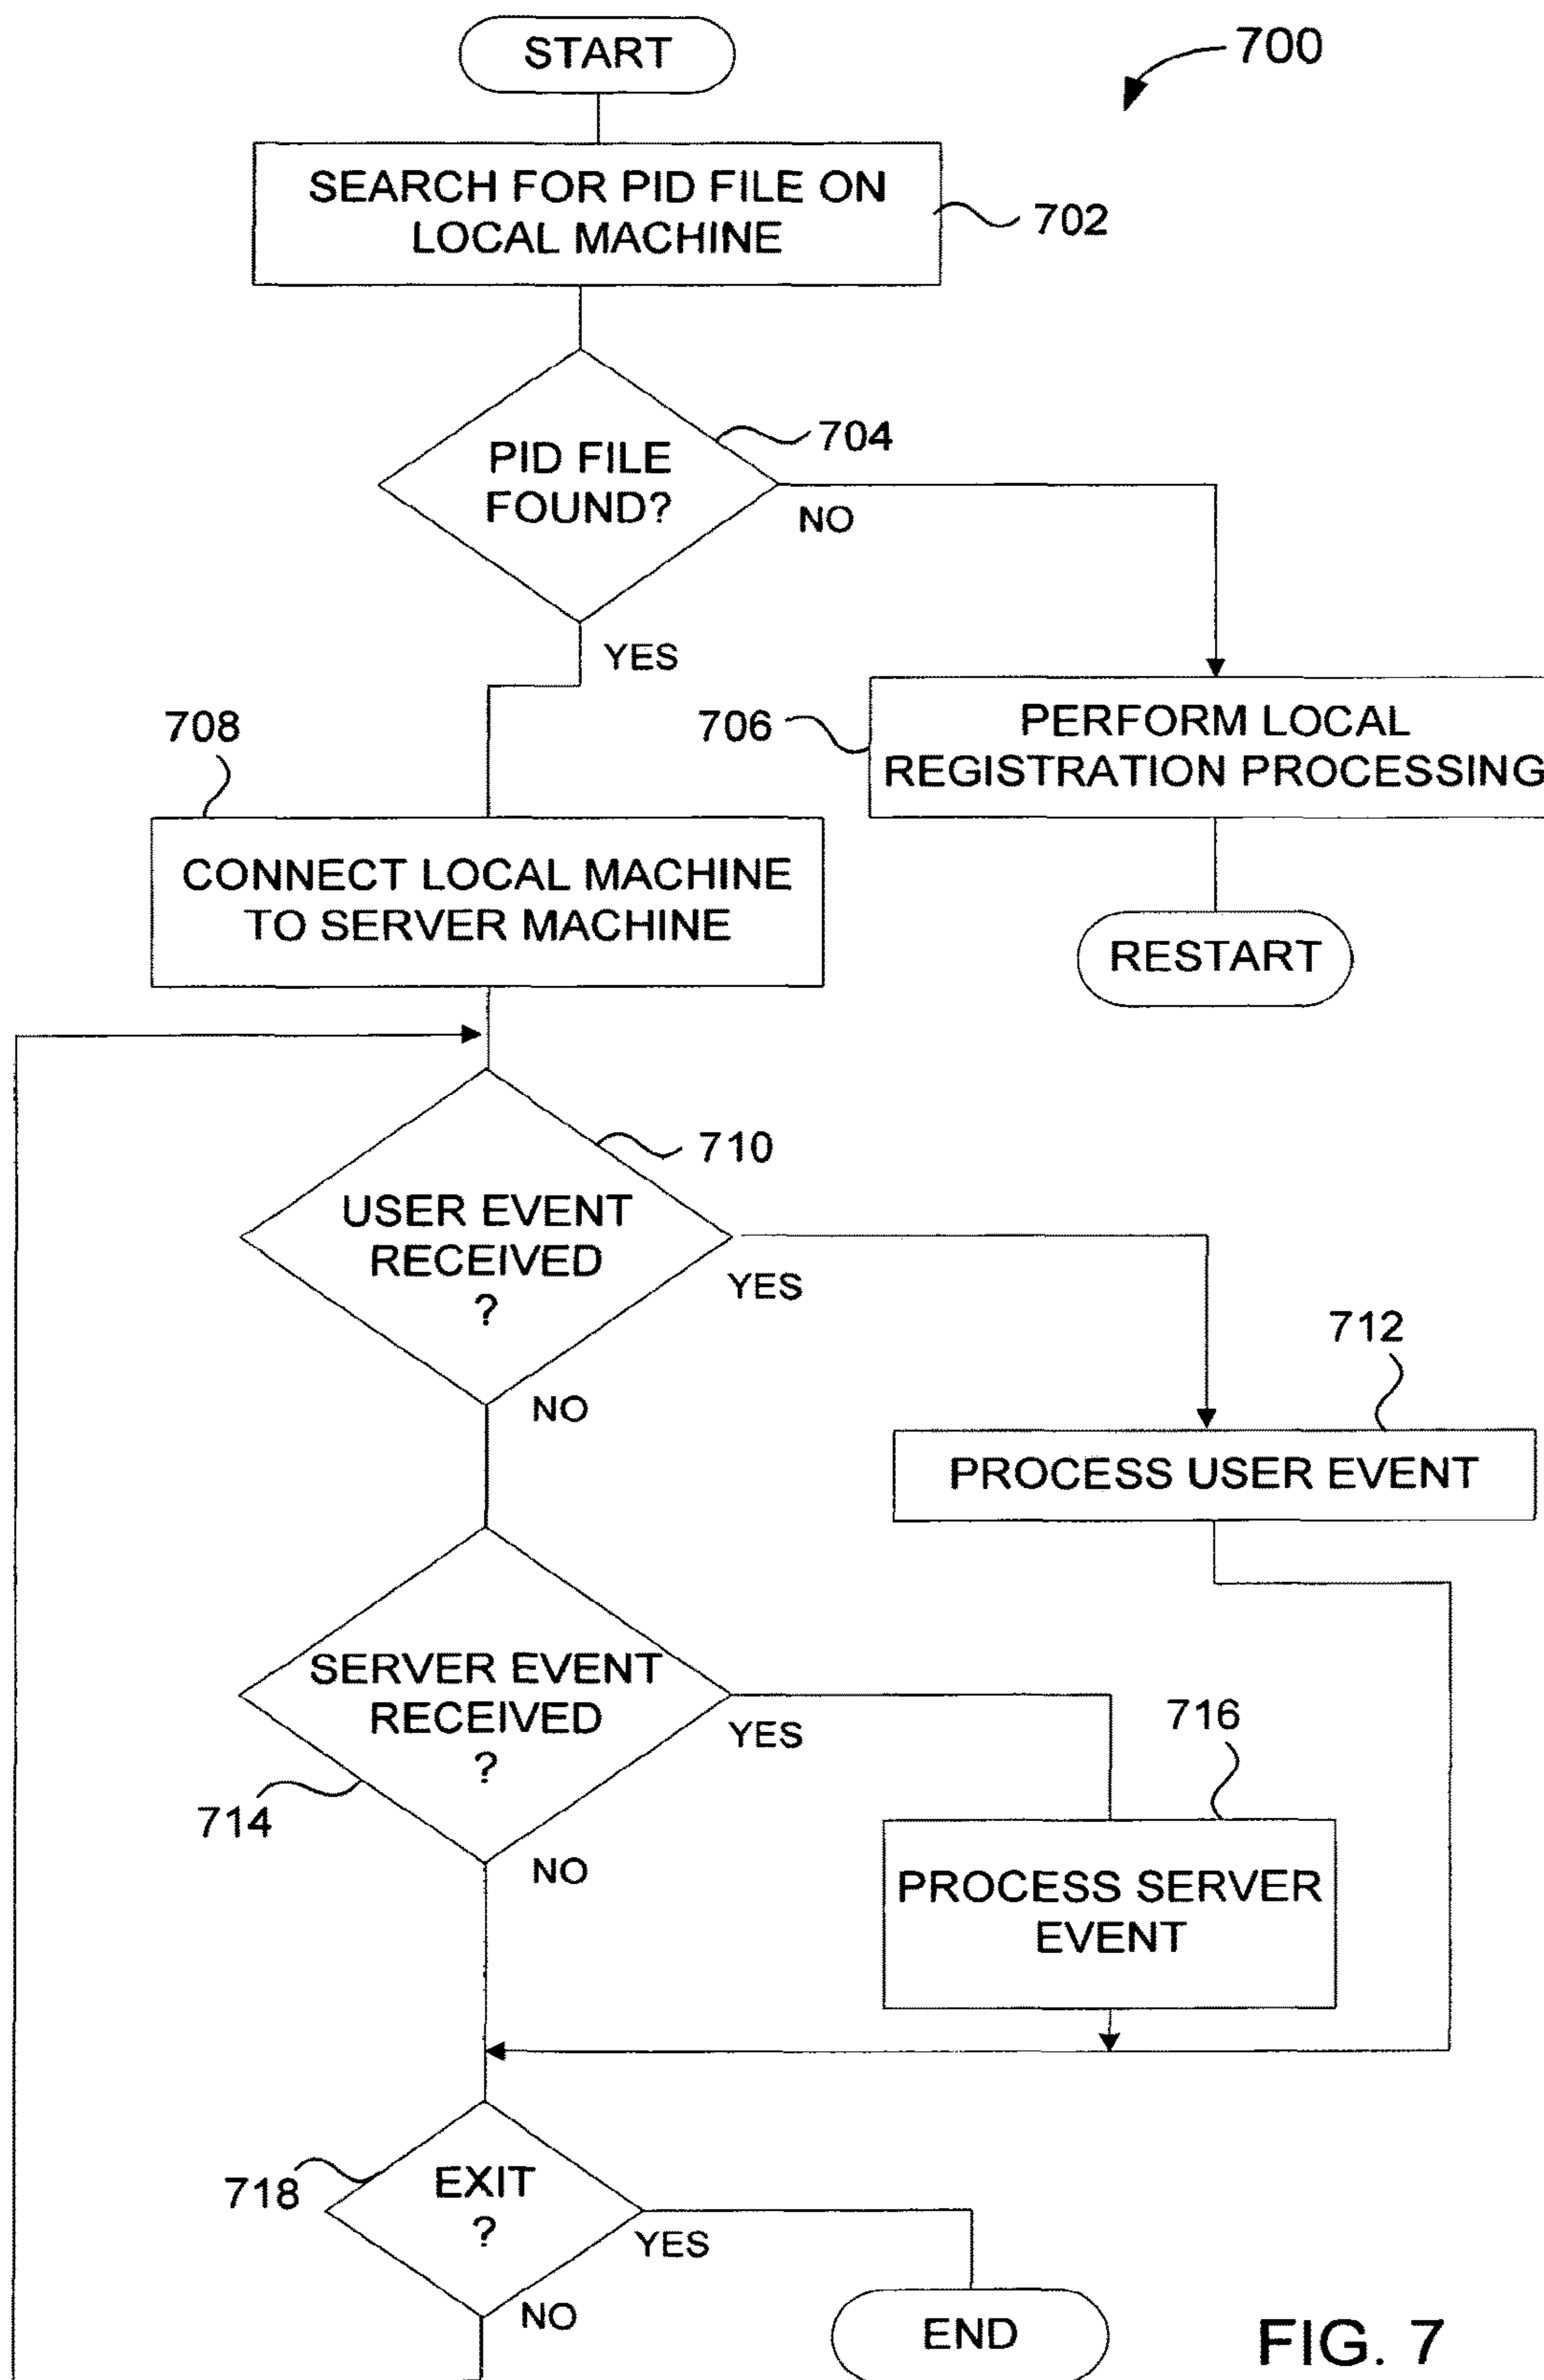 START
700
SEARCH FOR PID FILE ON
LOCAL MACHINE
702
PID FILE
FOUND?
704
NO
YES
708
706
PERFORM LOCAL
REGISTRATION PROCESSING
CONNECT LOCAL MACHINE
TO SERVER MACHINE
RESTART
710
USER EVENT
RECEIVED
?
YES
NO
712
PROCESS USER EVENT
SERVER EVENT
RECEIVED
?
YES
714
NO
716
PROCESS SERVER
EVENT
718
EXIT
?
YES
NO
END
FIG. 7